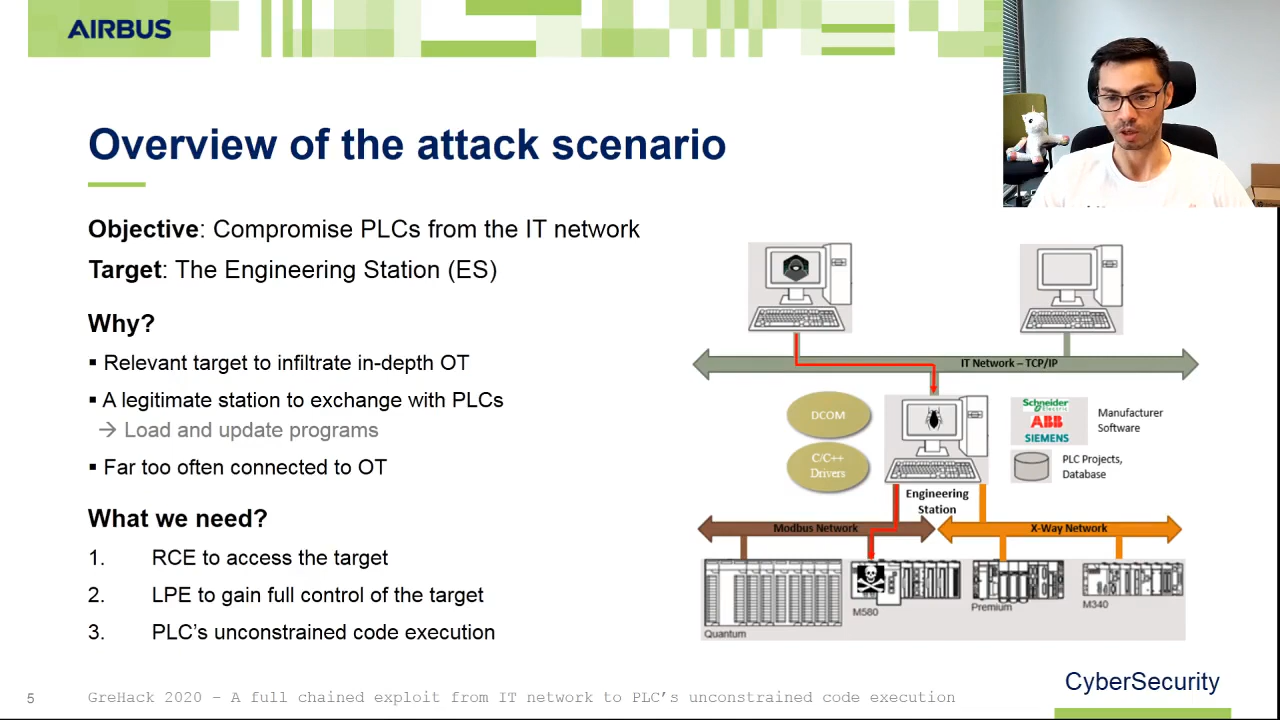 AIRBUS
Overview of the attack scenario
Objective: Compromise PLCs from the IT network
Target: The Engineering Station (ES)
Why?
▪ Relevant target to infiltrate in-depth OT
▪ A legitimate station to exchange with PLCs
→ Load and update programs
▪ Far too often connected to OT
What we need?
1. RCE to access the target
2. LPE to gain full control of the target
3. PLC’s unconstrained code execution
IT Network – TCP/IP
DCOM
C/C++
Drivers
Schneider
Electric
ABB
SIEMENS
Manufacturer
Software
PLC Projects,
Database
Engineering
Station
Modbus Network
X-Way Network
Quantum
M580
Premium
M340
CyberSecurity
5 GreHack 2020 - A full chained exploit from IT network to PLC’s unconstrained code execution